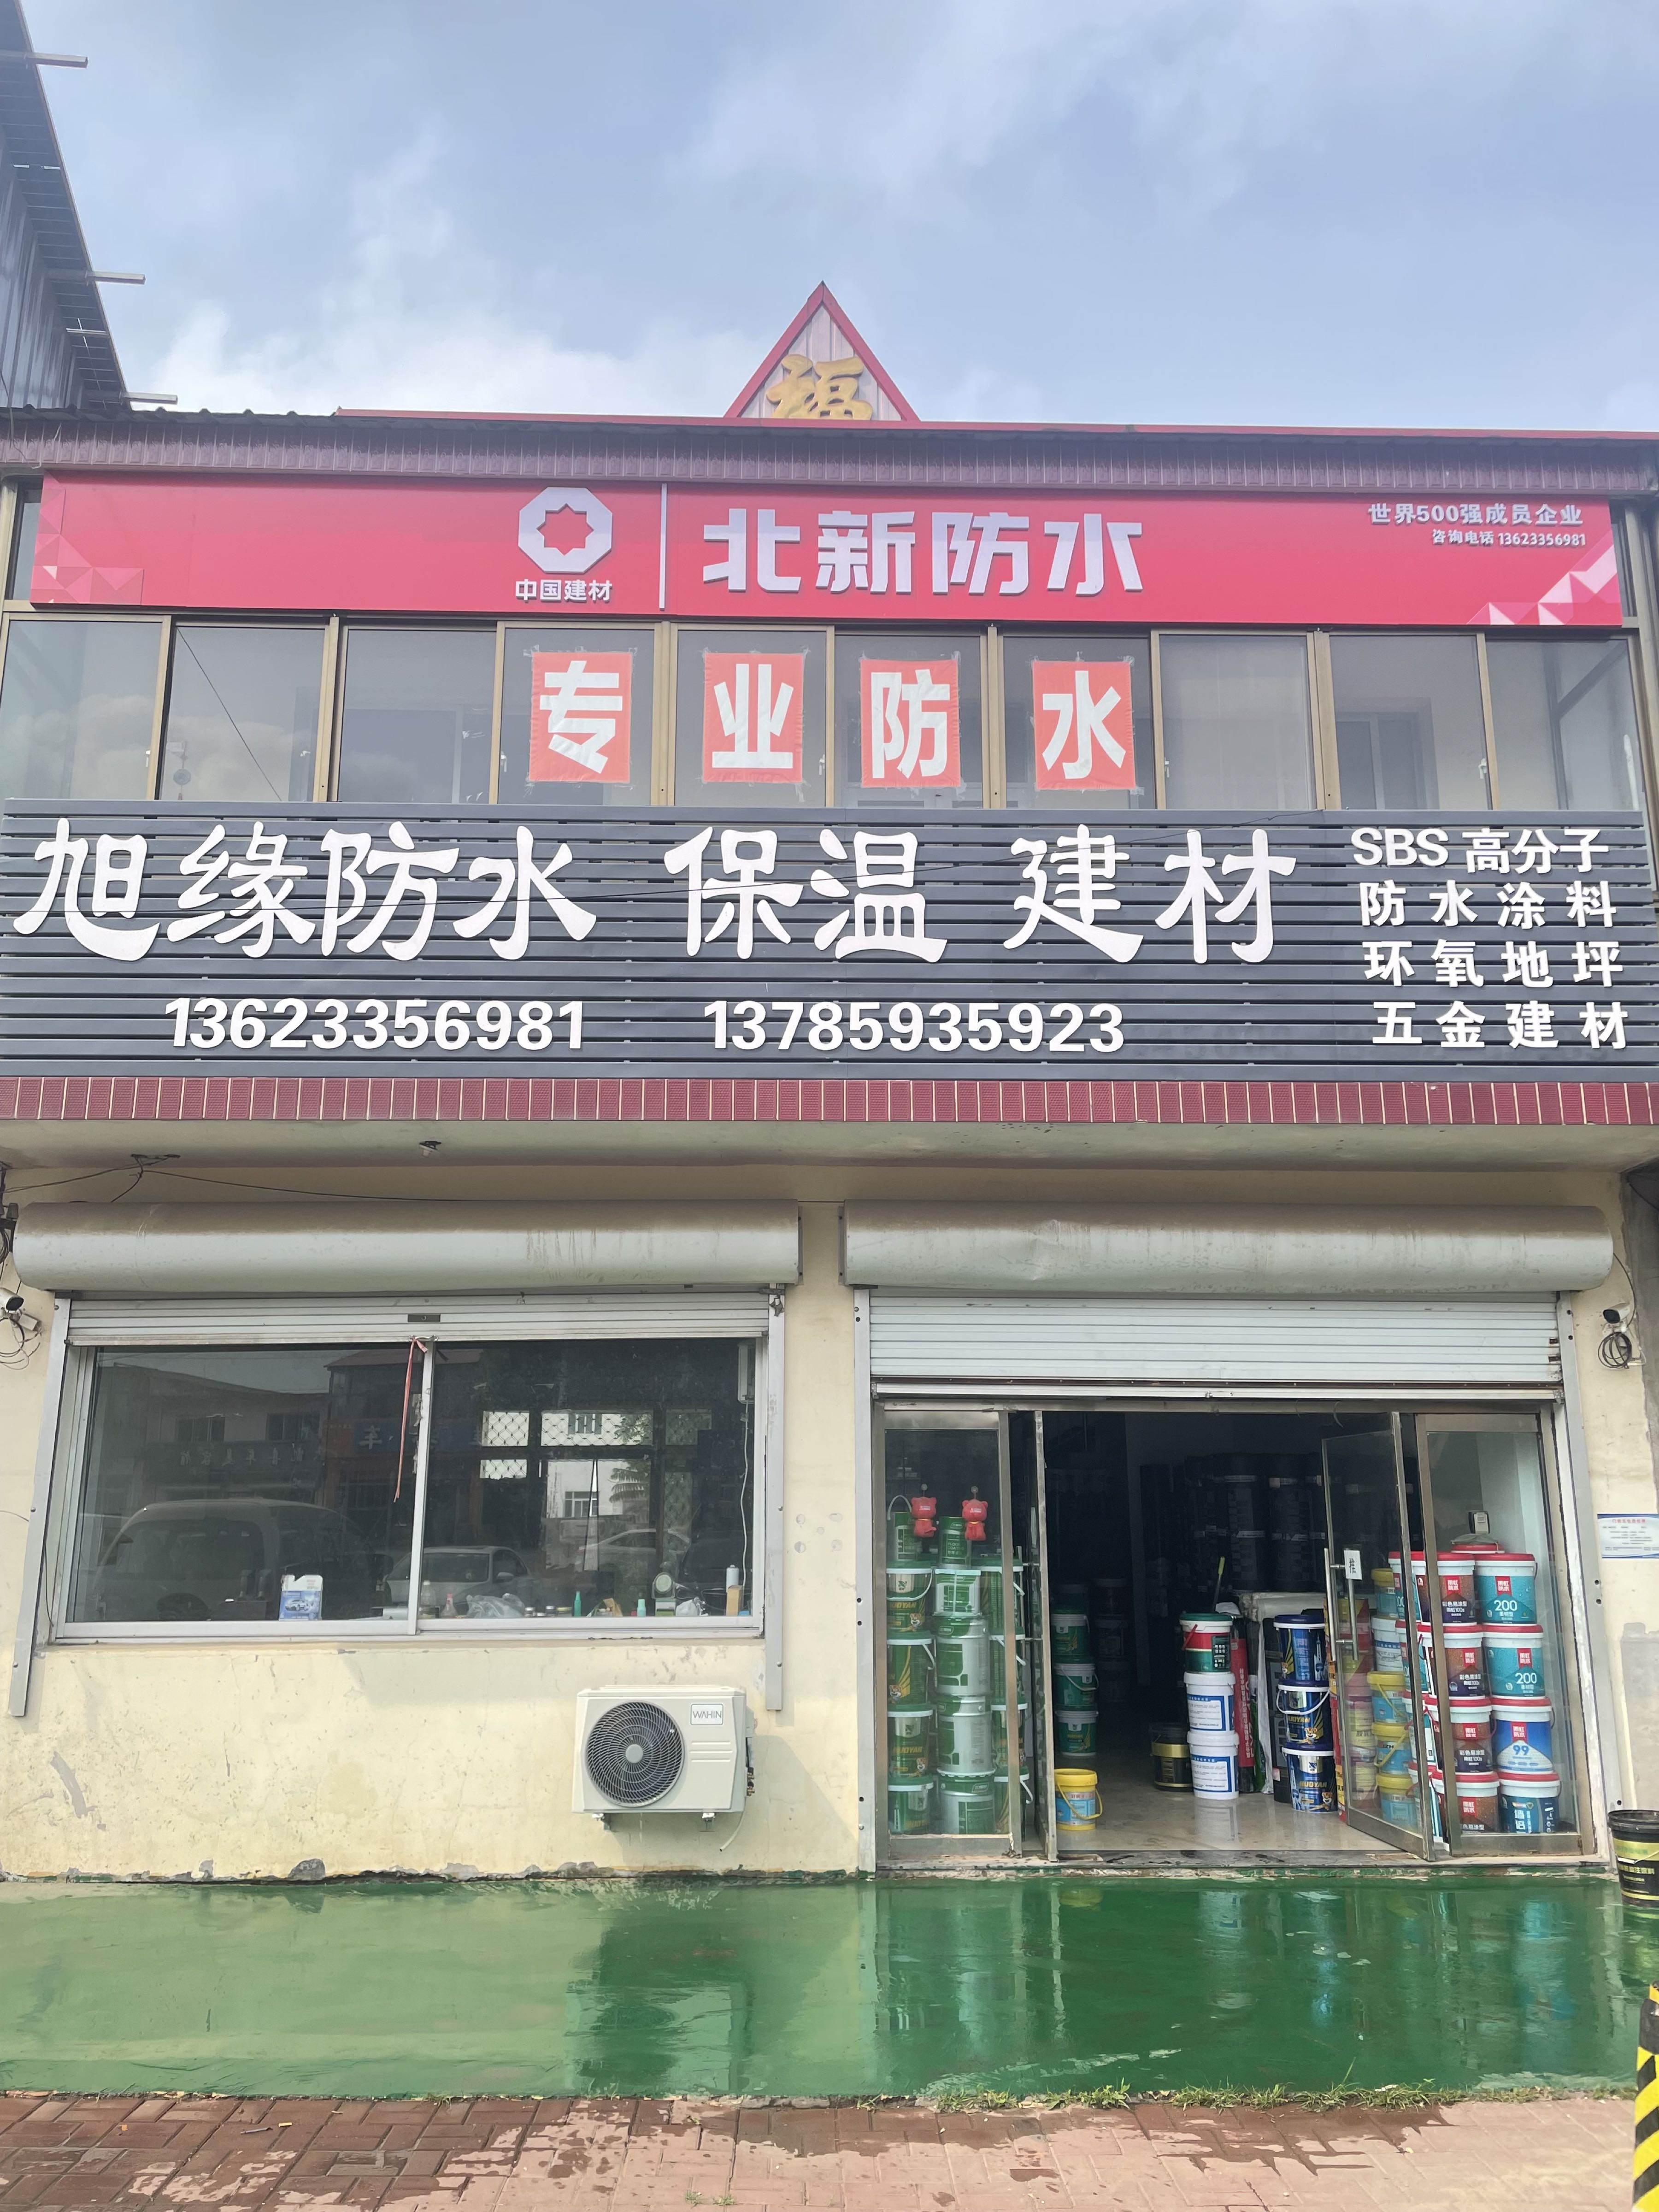 福
中国建材
北新防水
世界500强成员企业
咨询电话 13623356981
专业防水
旭缘防水 保温 建材
13623356981 13785935923
SBS 高分子
防水涂料
环氧地坪
五金建材
WAHIN
200
200
99